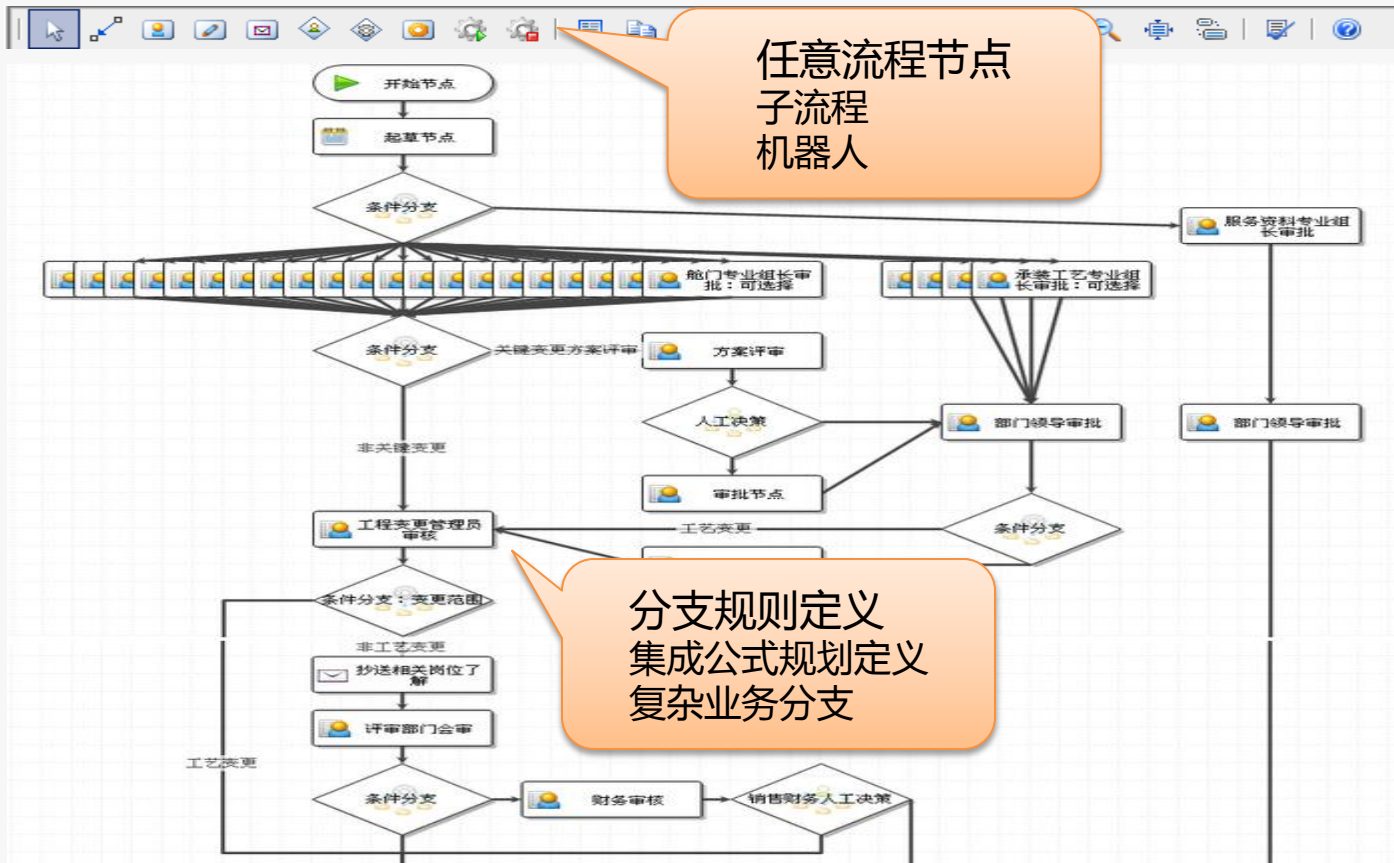 任意流程节点
子流程
机器人
开始节点
起草节点
条件分支
服务资料专业组
长审批
舱门专业组长审
批：可选择
承装工艺专业组
长审批：可选择
条件分支
关键变更方案评审
方案评审
人工决策
部门领导审批
部门领导审批
非关键变更
审批节点
工程变更管理员
审核
工艺变更
条件分支
条件分支：变更范围
分支规则定义
集成公式规划定义
复杂业务分支
非工艺变更
抄送相关岗位了
解
评审部门会审
工艺变更
条件分支
财务审核
销售财务人工决策